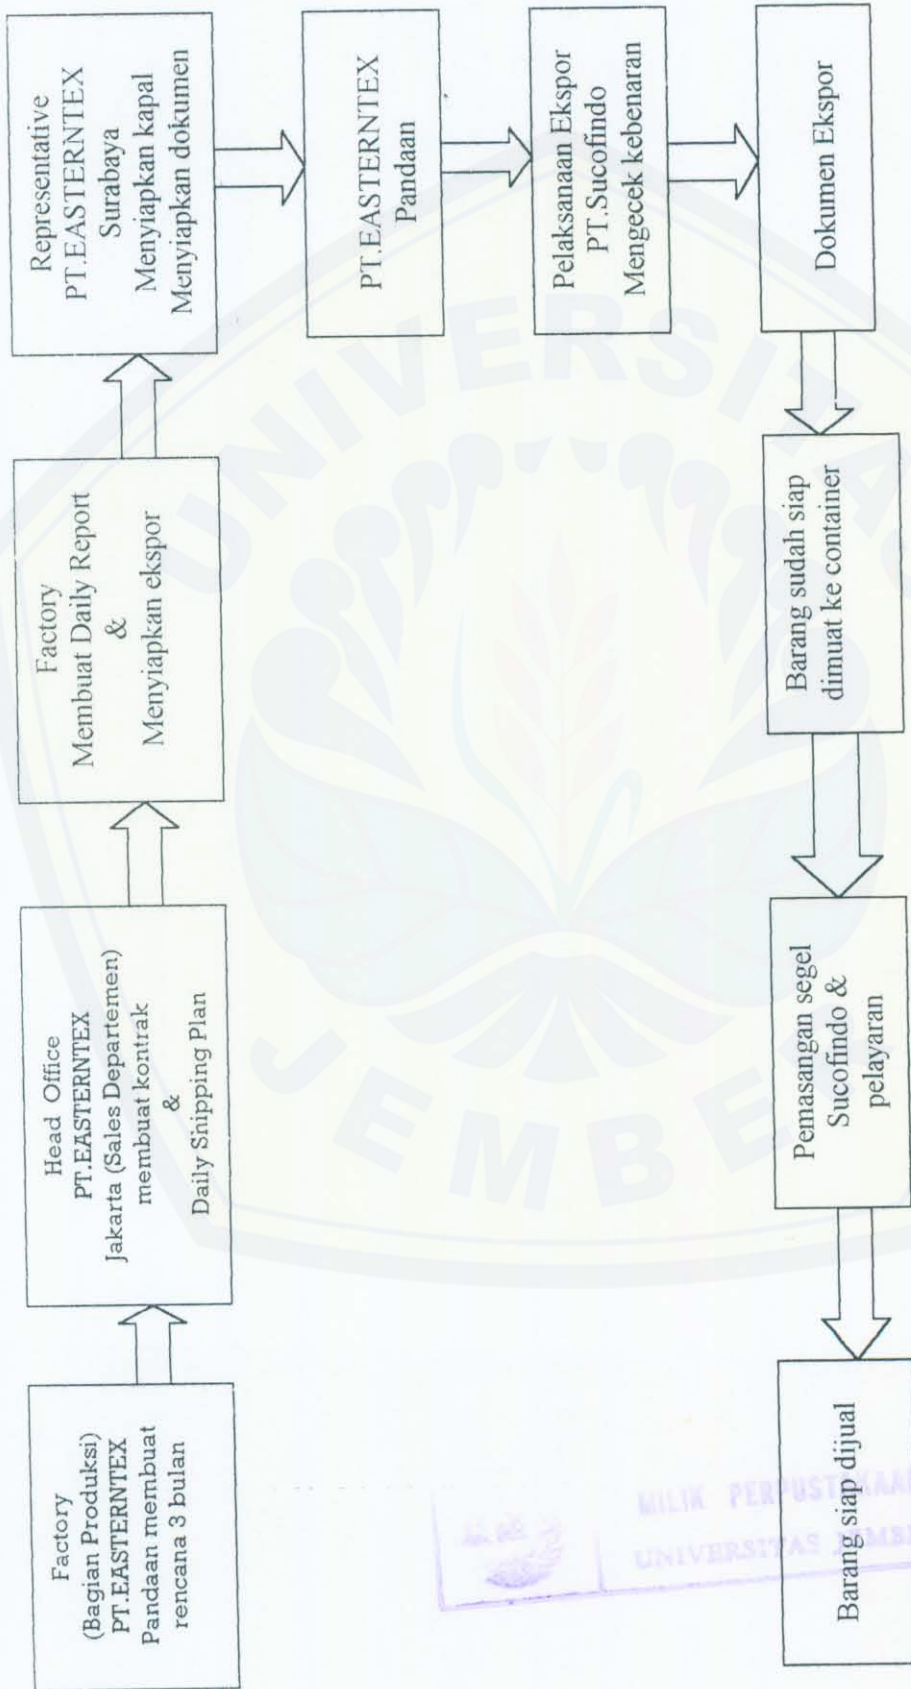 Factory
(Bagian Produksi)
PT.EASTERNTEX
Pandaan membuat
rencana 3 bulan
Head Office
PT.EASTERNTEX
Jakarta (Sales Departemen)
membuat kontrak
&
Daily Shipping Plan
Factory
Membuat Daily Report
&
Menyiapkan ekspor
Representative
PT.EASTERNTEX
Surabaya
Menyiapkan kapal
Menyiapkan dokumen
PT.EASTERNTEX
Pandaan
Pelaksanaan Ekspor
PT.Sucofindo
Mengecek kebenaran
Dokumen Ekspor
Barang sudah siap
dimuat ke container
Pemasangan segel
Sucofindo &
pelayaran
Barang siap dijual
UNIVERSITA
JEMBE
MILIK PERPUSTAKAAN
UNIVERSITAS JEMB